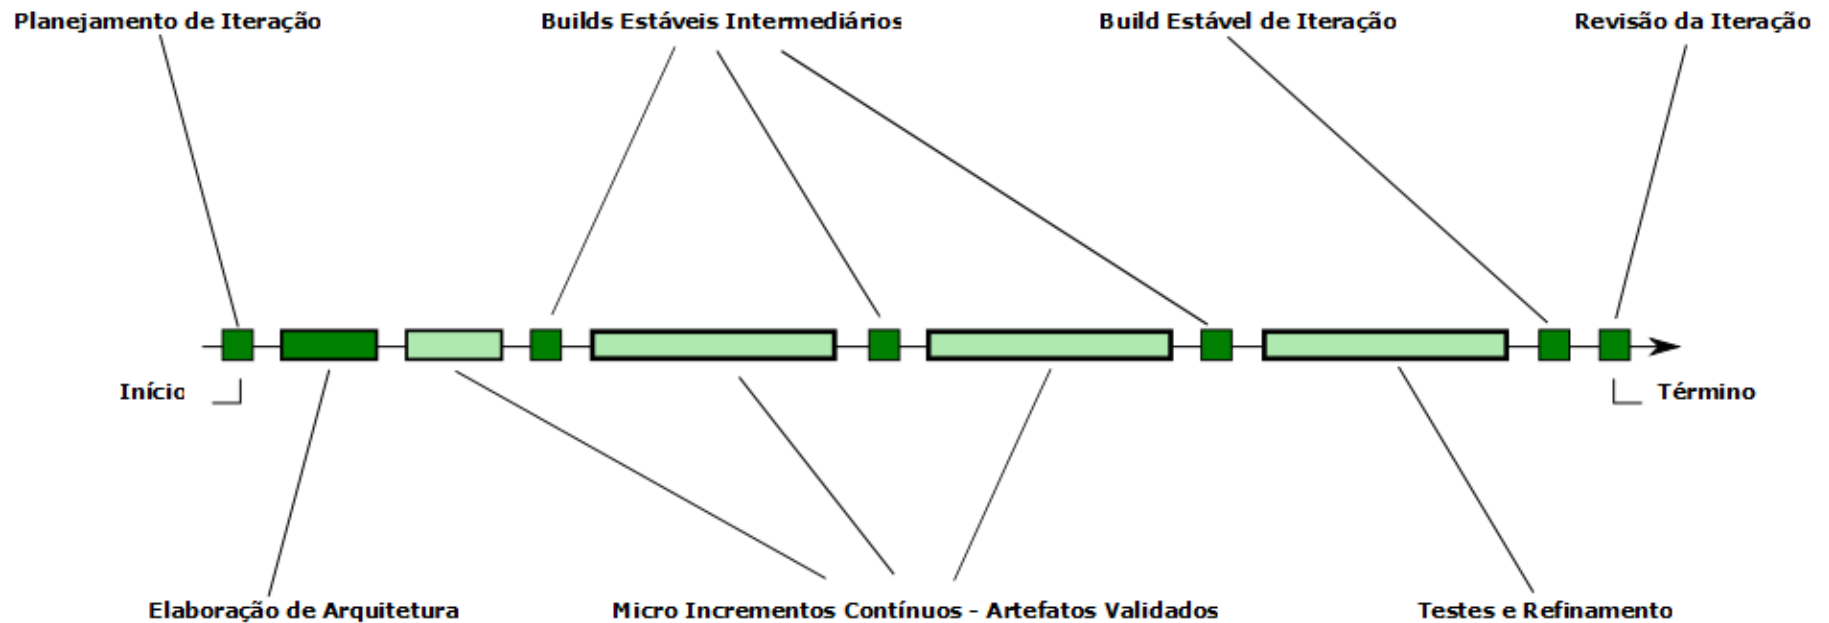 Planejamento de Iteração
Builds Estáveis Intermediários
Build Estável de Iteração
Revisão da Iteração
Início
Término
Elaboração de Arquitetura
Micro Incrementos Contínuos - Artefatos Validados
Testes e Refinamento